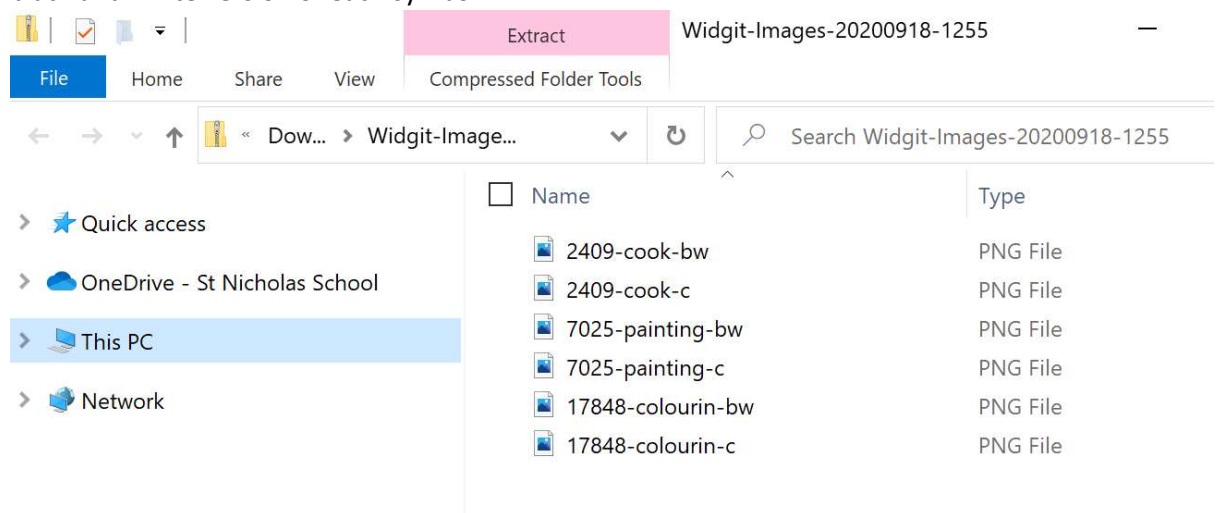 Extract Widgit-Images-20200918-1255
File Home Share View Compressed Folder Tools
« Dow... > Widgit-Image... Search Widgit-Images-20200918-1255
Name Type
Quick access
OneDrive - St Nicholas School
This PC
Network
2409-cook-bw PNG File
2409-cook-c PNG File
7025-painting-bw PNG File
7025-painting-c PNG File
17848-colourin-bw PNG File
17848-colourin-c PNG File